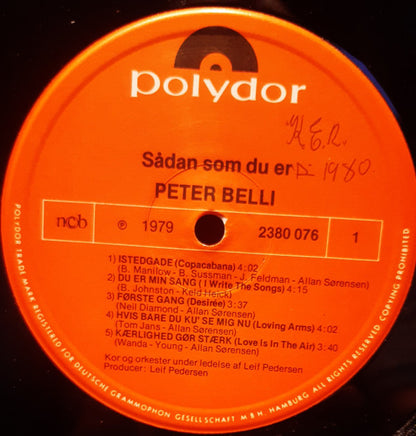 polydor
K.E.R.
Sådan som du er
1980
PETER BELLI
ncb
℗ 1979
2380 076
1
1) ISTEDGADE (Copacabana) 4:02
(B. Manillow - B. Sussman - J. Feldman - Allan Sørensen)
2) DU ER MIN SANG ( I Write The Songs) 4:15
(B. Johnston - Keld Heick)
3) FØRSTE GANG (Desirée) 3:37
(Neil Diamond - Allan Sørensen)
4) HVIS BARE DU KU' SE MIG NU (Loving Arms) 4:02
(Tom Jans - Allan Sørensen)
5) KÆRLIGHED GØR STÆRK (Love Is In The Air) 3:40
(Wanda - Young - Allan Sørensen)
Kor og orkester under ledelse af Leif Pedersen
Producer: Leif Pedersen
POLYDOR TRADE MARK REGISTERED FOR DEUTSCHE GRAMMOPHON GESELLSCHAFT M B H. HAMBURG ALL RIGHTS RESERVED COPYING PROHIBITED